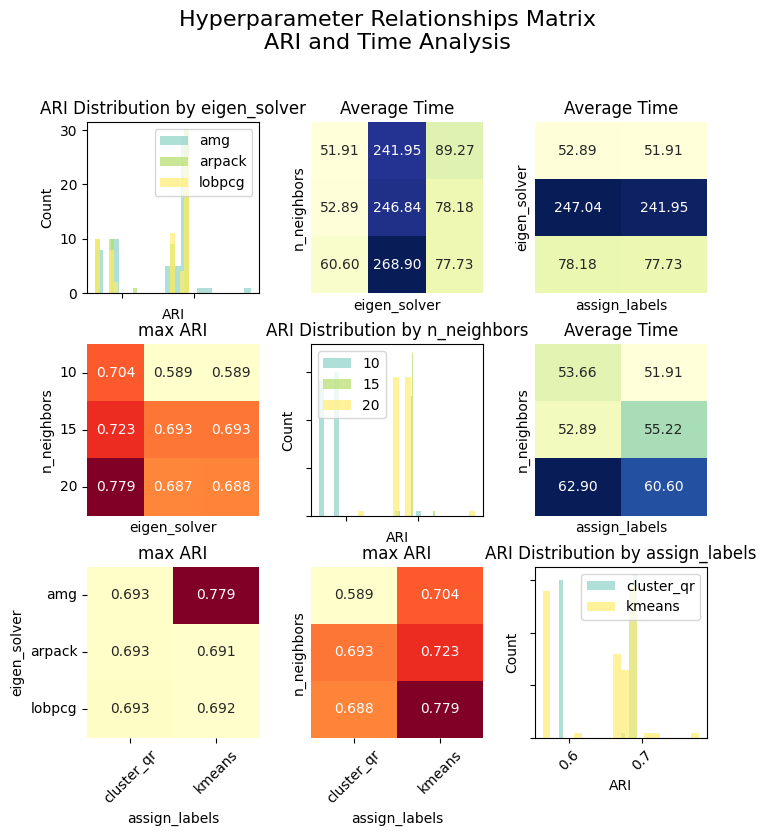 Hyperparameter Relationships Matrix
ARI and Time Analysis
ARI Distribution by eigen_solver
Count
30
20
10
0
amg
arpack
lobpcg
ARI
Average Time
n_neighbors
51.91 241.95 89.27
52.89 246.84 78.18
60.60 268.90 77.73
eigen_solver
Average Time
eigen_solver
52.89 51.91
247.04 241.95
78.18 77.73
assign_labels
max ARI
n_neighbors
10 0.704 0.589 0.589
15 0.723 0.693 0.693
20 0.779 0.687 0.688
eigen_solver
ARI Distribution by n_neighbors
Count
10
15
20
ARI
Average Time
n_neighbors
53.66 51.91
52.89 55.22
62.90 60.60
assign_labels
max ARI
eigen_solver
amg 0.693 0.779
arpack 0.693 0.691
lobpcg 0.693 0.692
cluster_qr kmeans
assign_labels
max ARI
n_neighbors
0.589 0.704
0.693 0.723
0.688 0.779
cluster_qr kmeans
assign_labels
ARI Distribution by assign_labels
Count
cluster_qr
kmeans
0.6 0.7
ARI